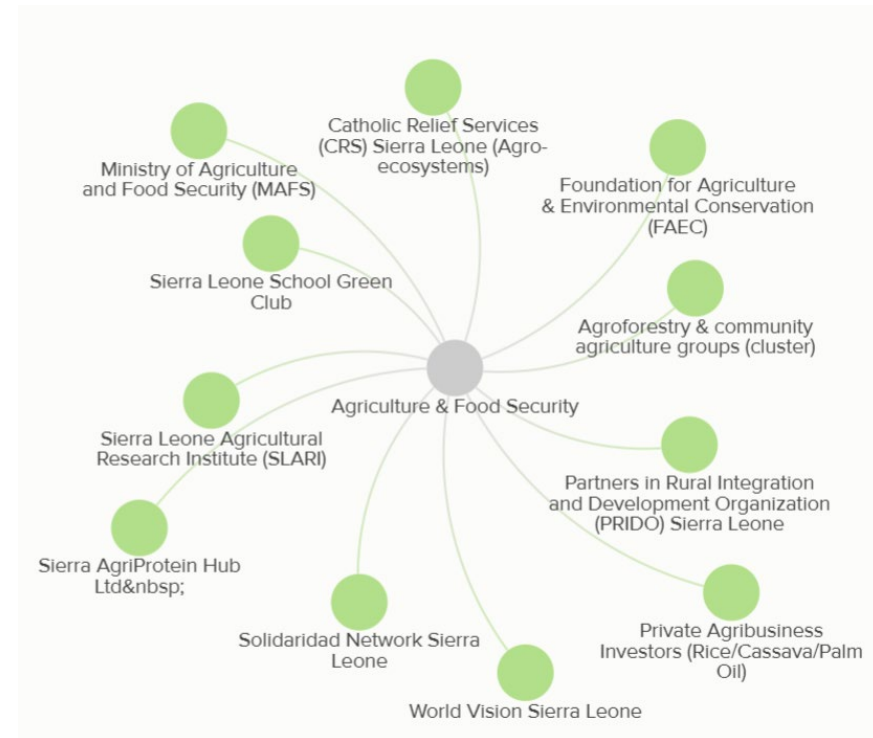 Catholic Relief Services
(CRS) Sierra Leone (Agro-
ecosystems)
Ministry of Agriculture
and Food Security (MAFS)
Foundation for Agriculture
& Environmental Conservation
(FAEC)
Sierra Leone School Green
Club
Agroforestry & community
agriculture groups (cluster)
Agriculture & Food Security
Sierra Leone Agricultural
Research Institute (SLARI)
Partners in Rural Integration
and Development Organization
(PRIDO) Sierra Leone
Sierra AgriProtein Hub
Ltd&nbsp;
Solidaridad Network Sierra
Leone
Private Agribusiness
Investors (Rice/Cassava/Palm
Oil)
World Vision Sierra Leone